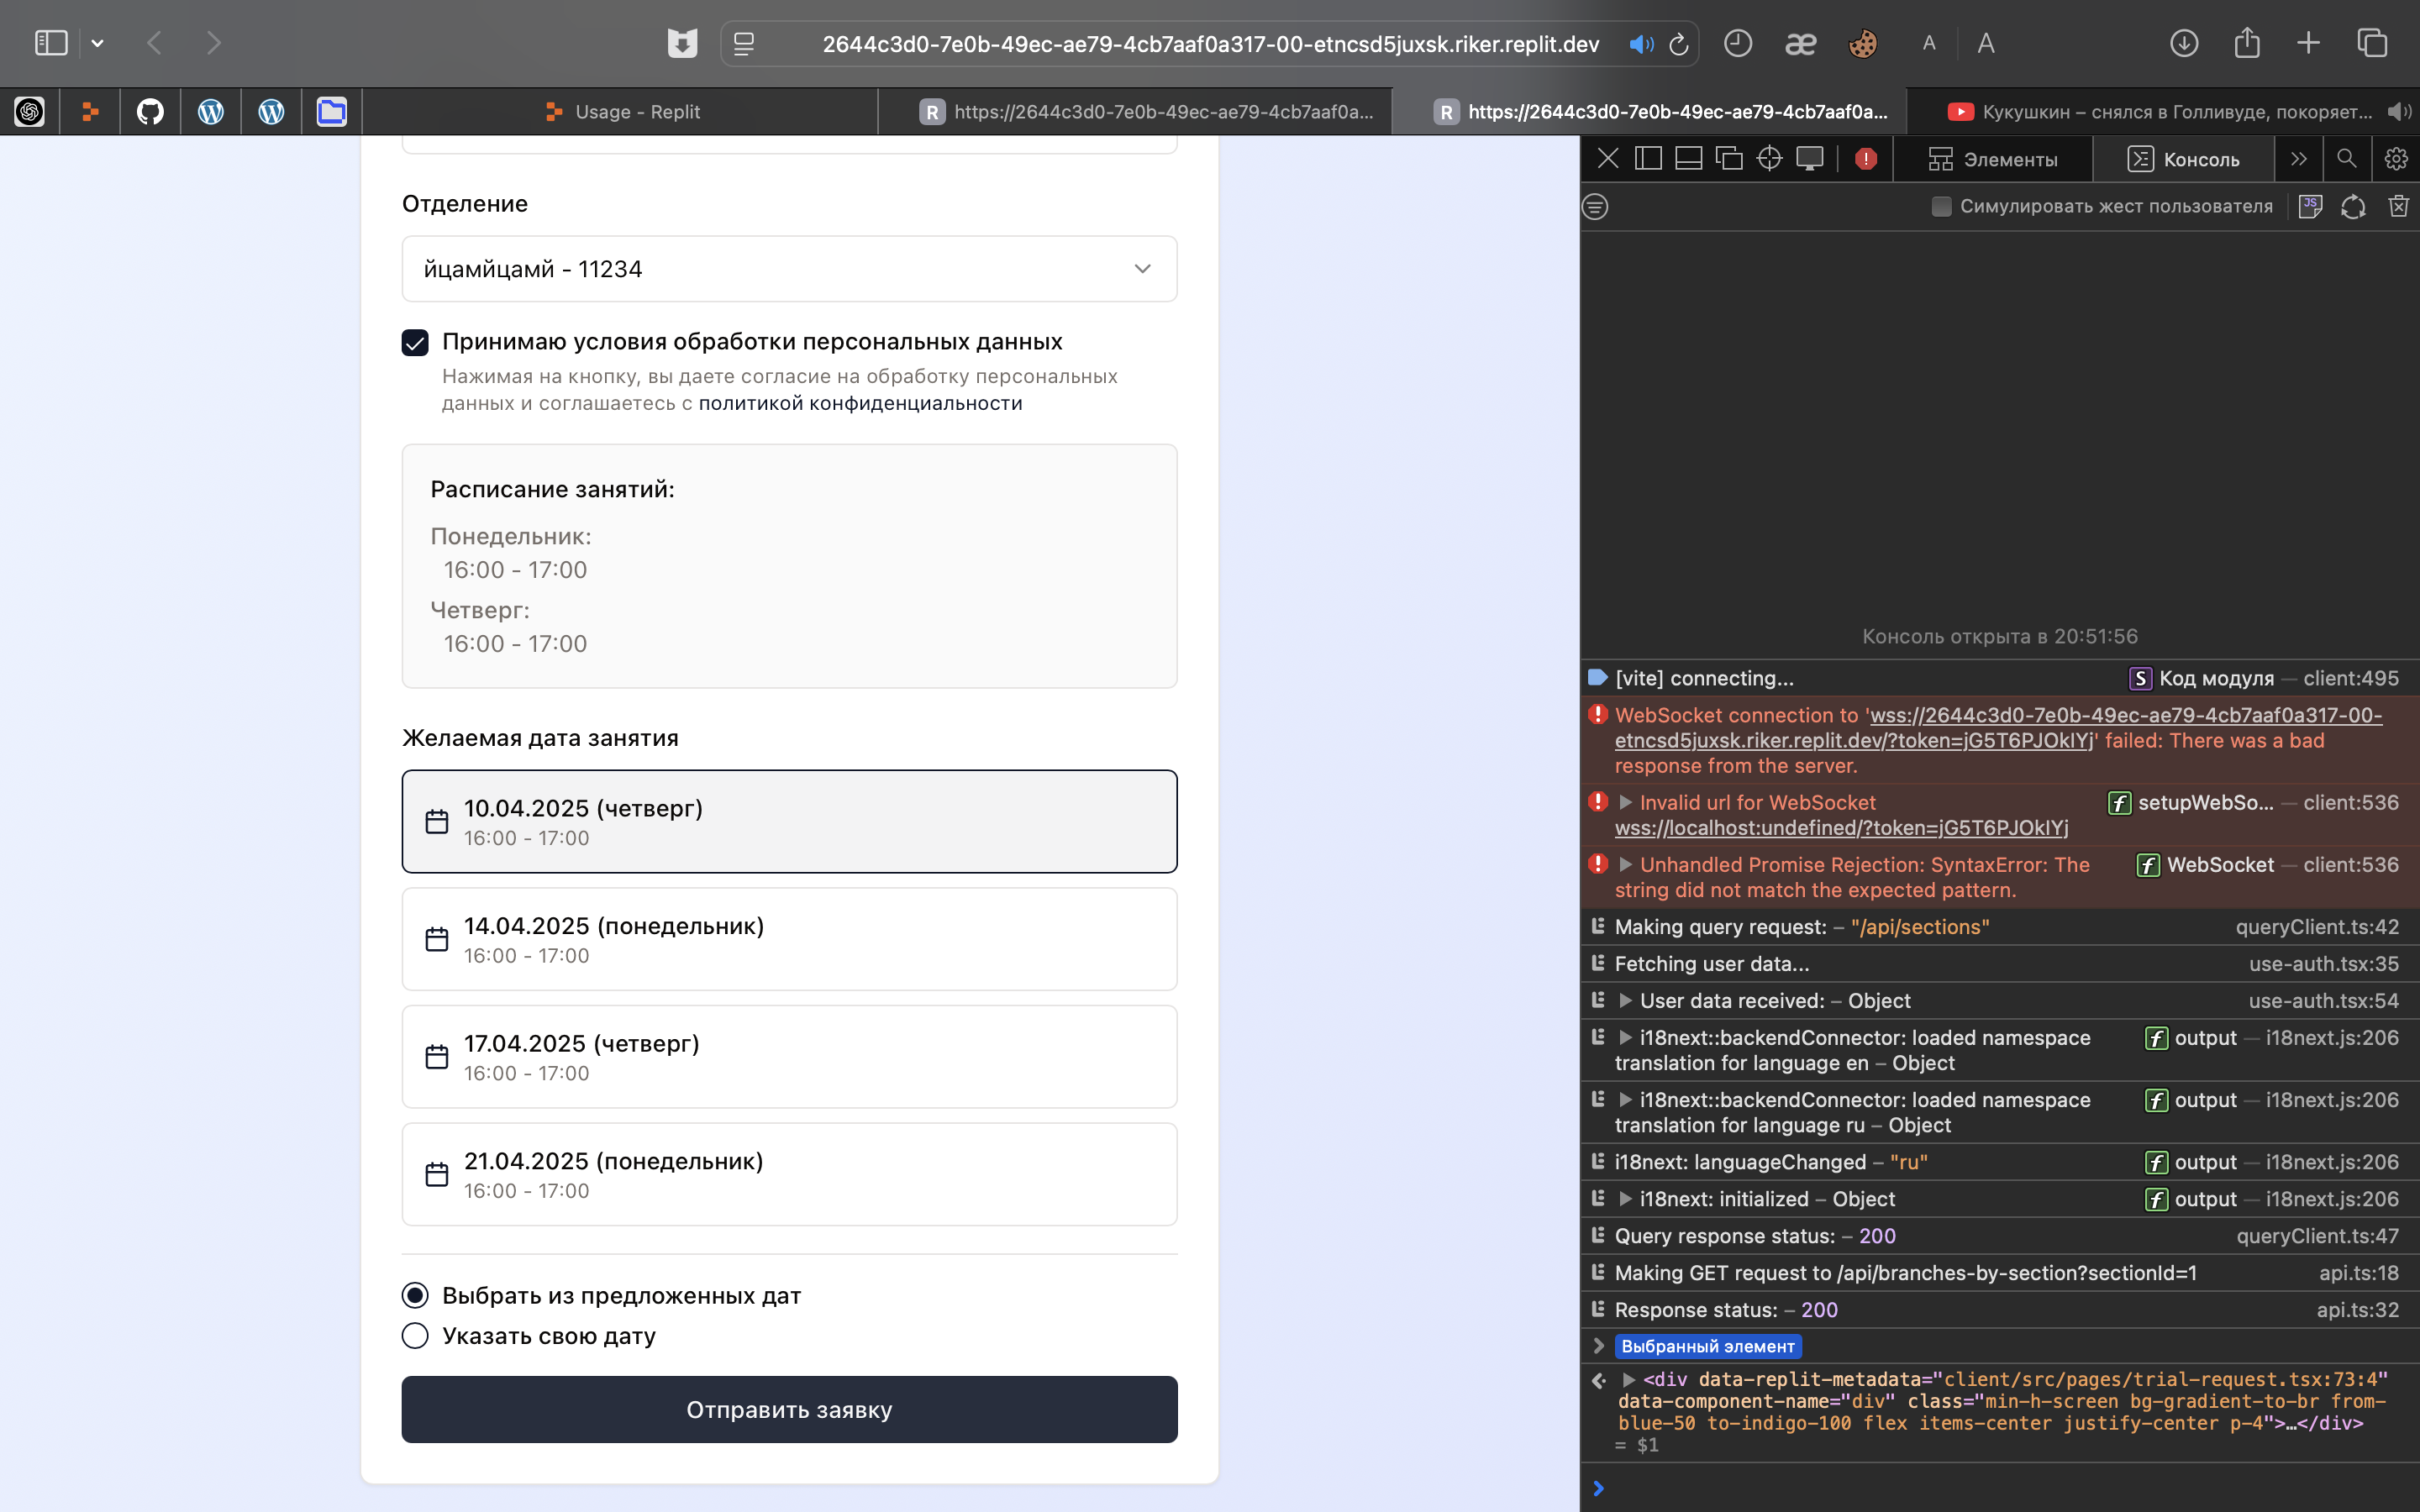 2644c3d0-7e0b-49ec-ae79-4cb7aaf0a317-00-etncsd5juxsk.riker.replit.dev
A
A
Usage - Replit
https://2644c3d0-7e0b-49ec-ae79-4cb7aaf0a...
https://2644c3d0-7e0b-49ec-ae79-4cb7aaf0a...
Кукушкин – снялся в Голливуде, покоряет...
Отделение
йцамйцамй - 11234
Принимаю условия обработки персональных данных
Нажимая на кнопку, вы даете согласие на обработку персональных
данных и соглашаетесь с политикой конфиденциальности
Расписание занятий:
Понедельник:
16:00 - 17:00
Четверг:
16:00 - 17:00
Желаемая дата занятия
10.04.2025 (четверг)
16:00 - 17:00
14.04.2025 (понедельник)
16:00 - 17:00
17.04.2025 (четверг)
16:00 - 17:00
21.04.2025 (понедельник)
16:00 - 17:00
Выбрать из предложенных дат
Указать свою дату
Отправить заявку
Элементы
Консоль
Симулировать жест пользователя
Консоль открыта в 20:51:56
[vite] connecting... S Код модуля — client:495
WebSocket connection to 'wss://2644c3d0-7e0b-49ec-ae79-4cb7aaf0a317-00-
etncsd5juxsk.riker.replit.dev/?token=jG5T6PJOkIYj' failed: There was a bad
response from the server.
Invalid url for WebSocket f setupWebSo... — client:536
wss://localhost:undefined/?token=jG5T6PJOkIYj
Unhandled Promise Rejection: SyntaxError: The f WebSocket — client:536
string did not match the expected pattern.
Making query request: – "/api/sections" queryClient.ts:42
Fetching user data... use-auth.tsx:35
User data received: – Object use-auth.tsx:54
i18next::backendConnector: loaded namespace f output — i18next.js:206
translation for language en – Object
i18next::backendConnector: loaded namespace f output — i18next.js:206
translation for language ru – Object
i18next: languageChanged – "ru" f output — i18next.js:206
i18next: initialized – Object f output — i18next.js:206
Query response status: – 200 queryClient.ts:47
Making GET request to /api/branches-by-section?sectionId=1 api.ts:18
Response status: – 200 api.ts:32
Выбранный элемент
<div data-replit-metadata="client/src/pages/trial-request.tsx:73:4"
data-component-name="div" class="min-h-screen bg-gradient-to-br from-
blue-50 to-indigo-100 flex items-center justify-center p-4">…</div>
= $1